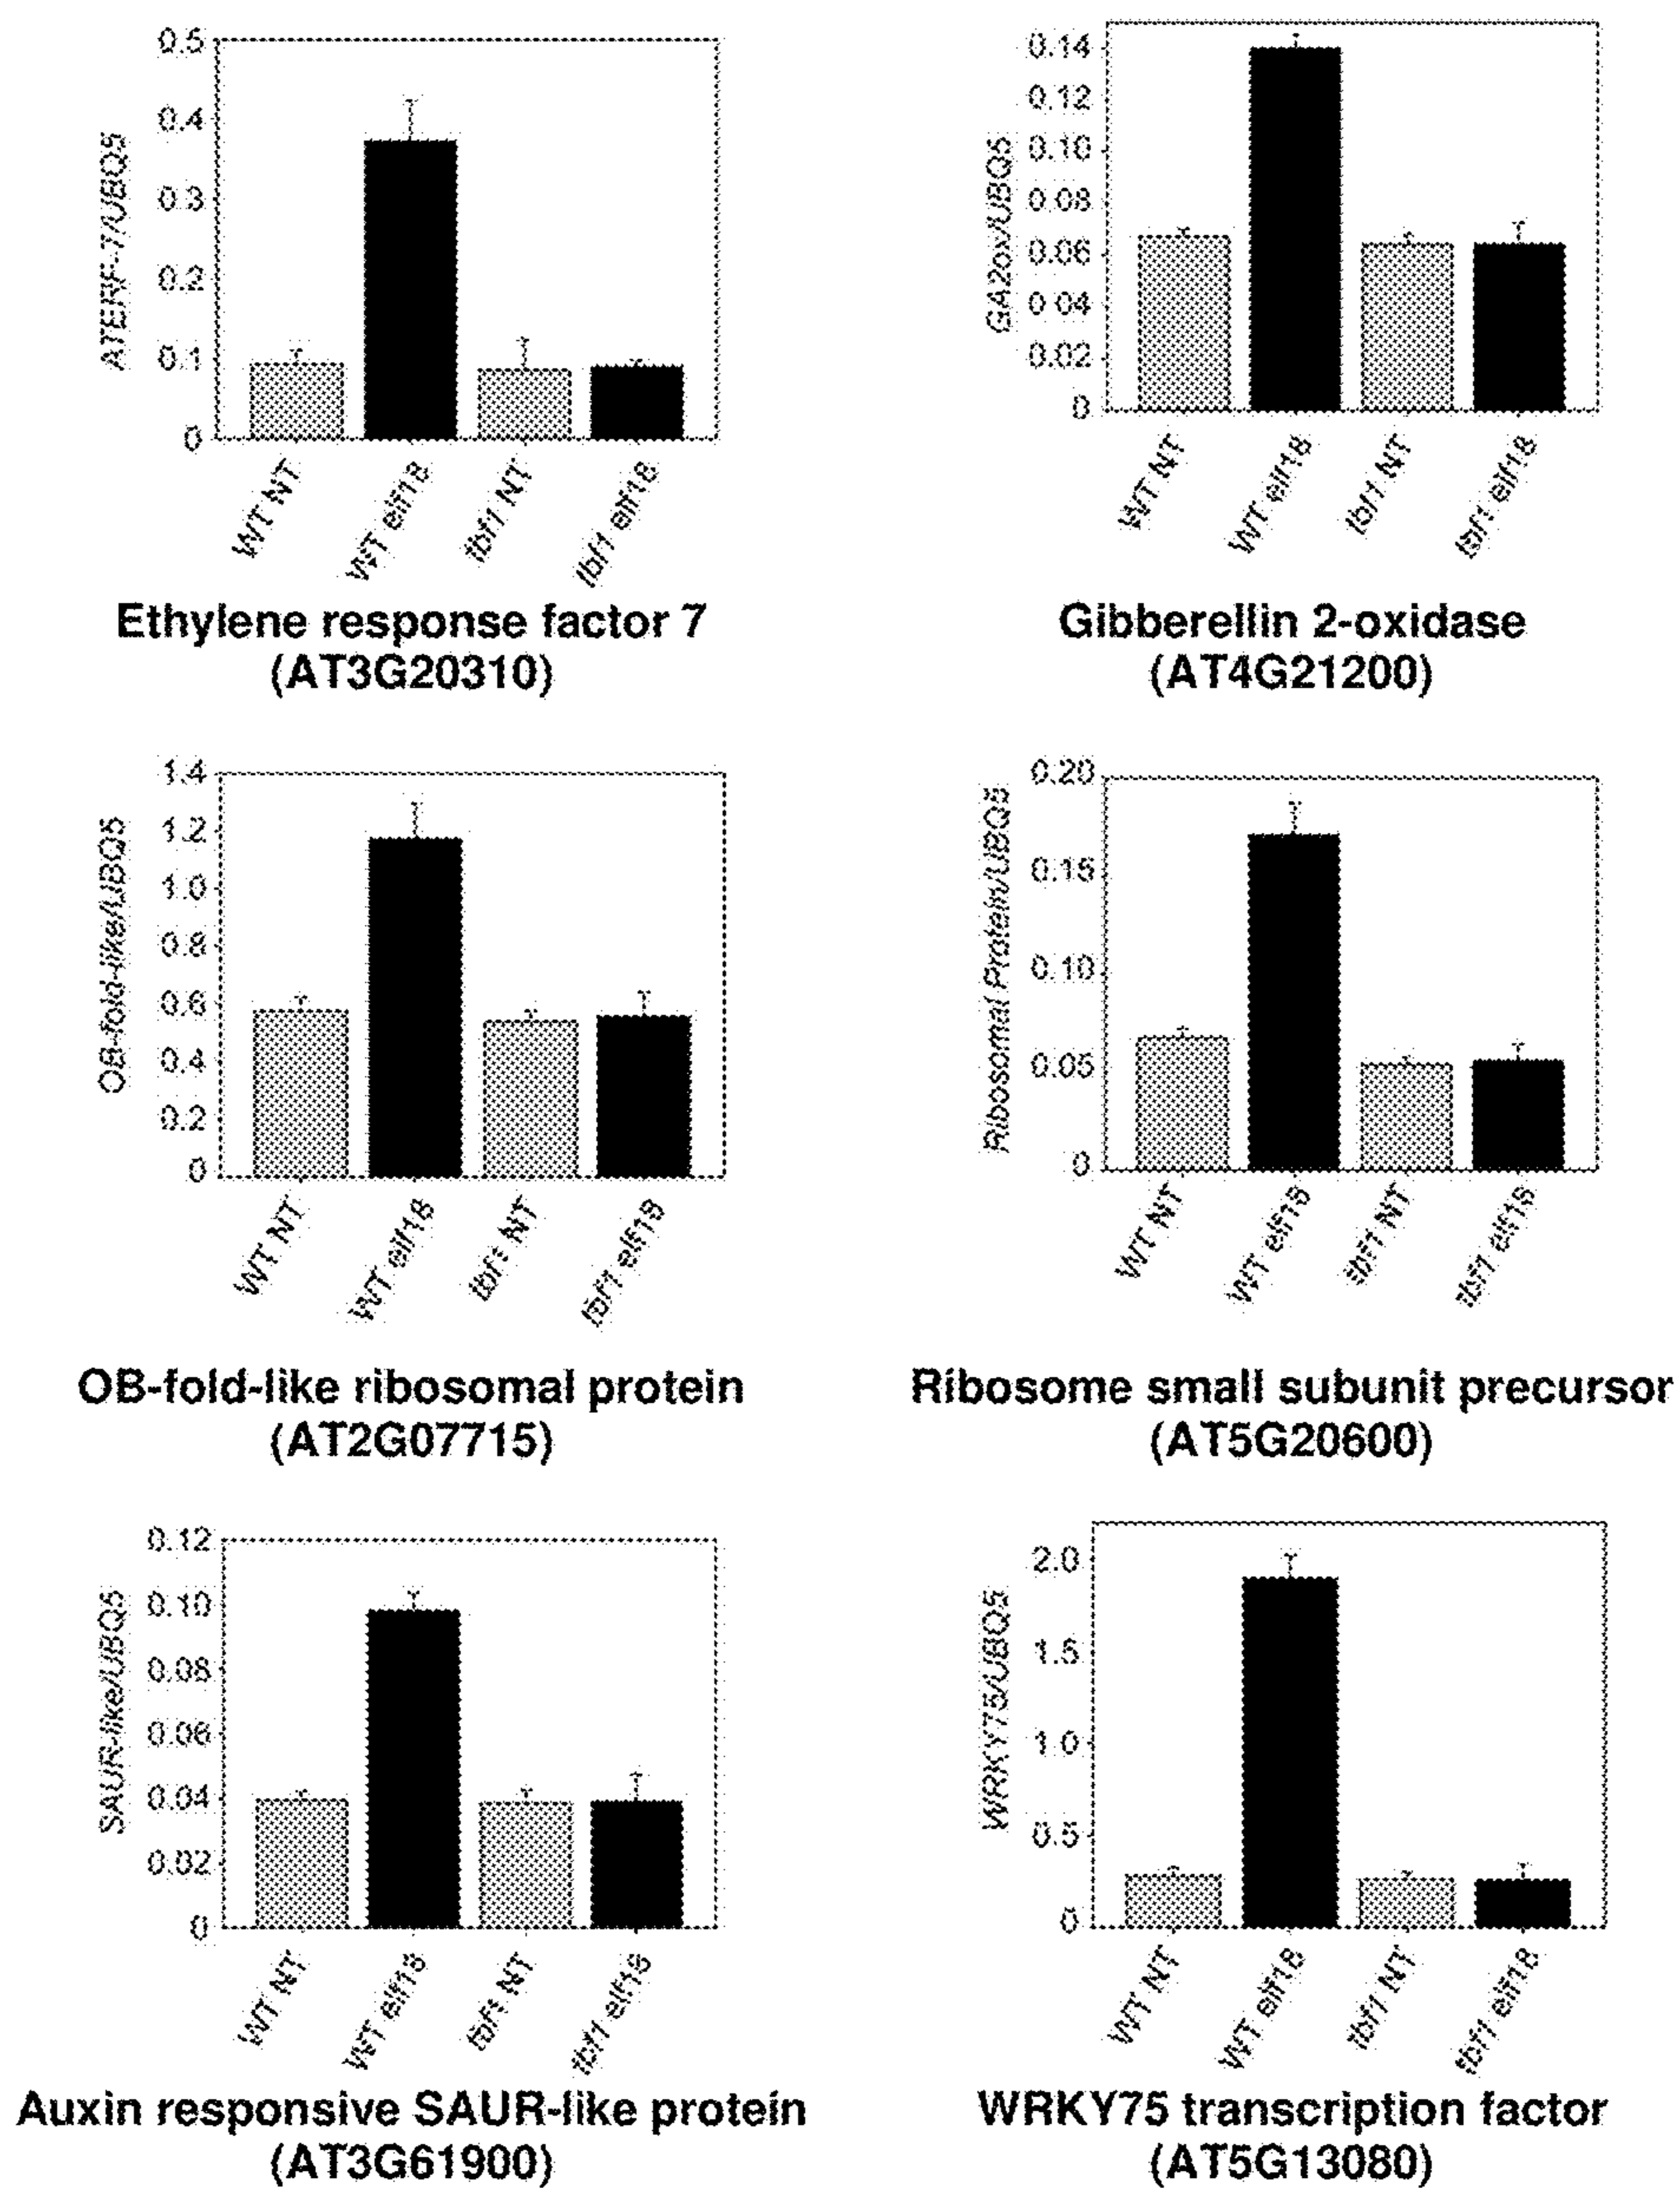 0.5
0.4
0.3
0.2
0.1
0
ATERF-7/UBQ5
WT NT
WT elf18
tbf1 NT
tbf1 elf18
Ethylene response factor 7
(AT3G20310)
0.14
0.12
0.10
0.08
0.06
0.04
0.02
0
GA2ox/UBQ5
WT NT
WT elf18
tbf1 NT
tbf1 elf18
Gibberellin 2-oxidase
(AT4G21200)
1.4
1.2
1.0
0.8
0.6
0.4
0.2
0
OB-fold-like/UBQ5
WT NT
WT elf18
tbf1 NT
tbf1 elf18
OB-fold-like ribosomal protein
(AT2G07715)
0.20
0.15
0.10
0.05
0
Ribosomal Protein/UBQ5
WT NT
WT elf18
tbf1 NT
tbf1 elf18
Ribosome small subunit precursor
(AT5G20600)
0.12
0.10
0.08
0.06
0.04
0.02
0
SAUR-like/UBQ5
WT NT
WT elf18
tbf1 NT
tbf1 elf18
Auxin responsive SAUR-like protein
(AT3G61900)
2.0
1.5
1.0
0.5
0
WRKY75/UBQ5
WT NT
WT elf18
tbf1 NT
tbf1 elf18
WRKY75 transcription factor
(AT5G13080)